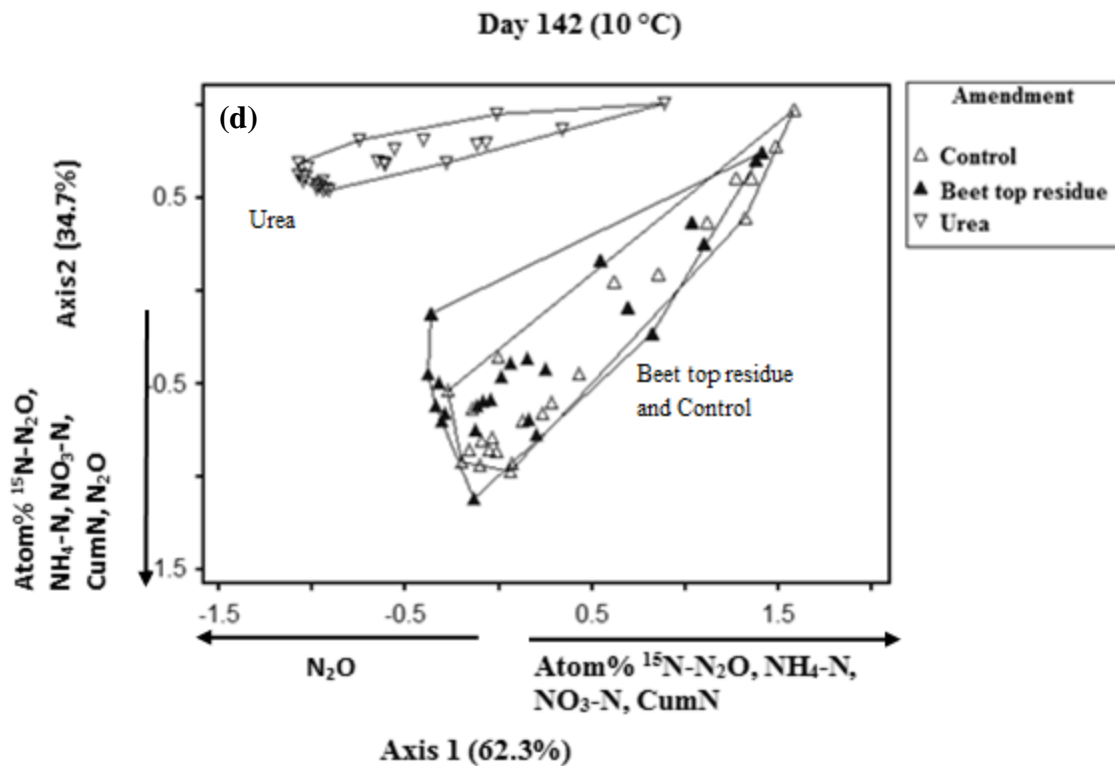 Day 142 (10 °C)
(d)
Amendment
Control
Beet top residue
Urea
Urea
Beet top residue
and Control
Axis2 (34.7%)
0.5
0.5
1.5
Atom% ¹⁵N-N₂O,
NH₄-N, NO₃-N,
CumN, N₂O
-1.5
-0.5
0.5
1.5
N₂O
Atom% ¹⁵N-N₂O, NH₄-N,
NO₃-N, CumN
Axis 1 (62.3%)